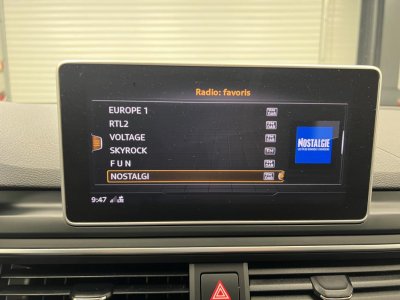 Radio: favoris
EUROPE 1
RTL2
VOLTAGE
SKYROCK
F U N
NOSTALGI
NOSTALGIE
9:47